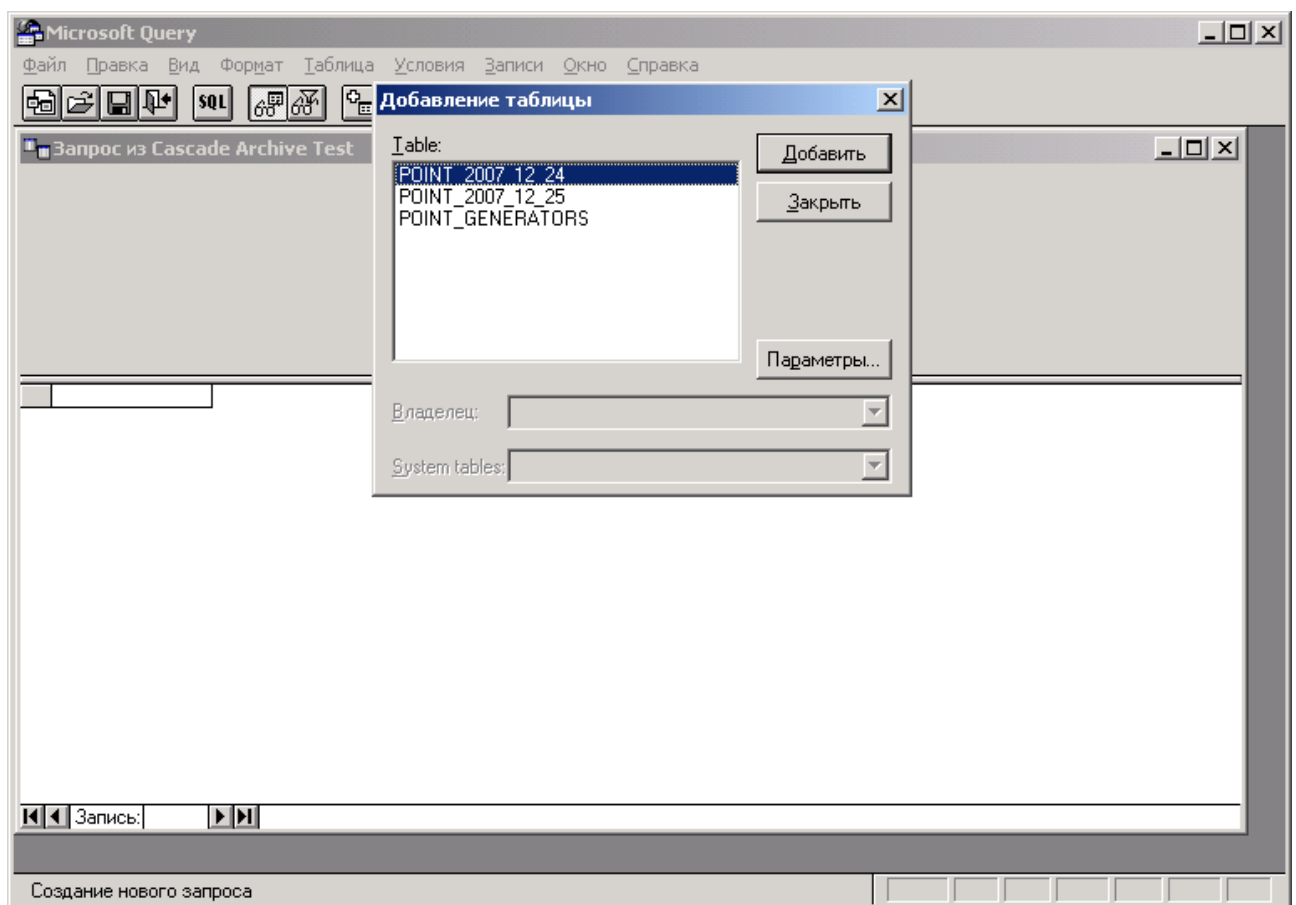 Microsoft Query
Файл Правка Вид Формат Таблица Условия Записи Окно Справка
SQL
Добавление таблицы
Запрос из Cascade Archive Test
Table:
POINT_2007_12_24
POINT_2007_12_25
POINT_GENERATORS
Добавить
Закрыть
Параметры...
Владелец:
System tables:
Запись:
Создание нового запроса